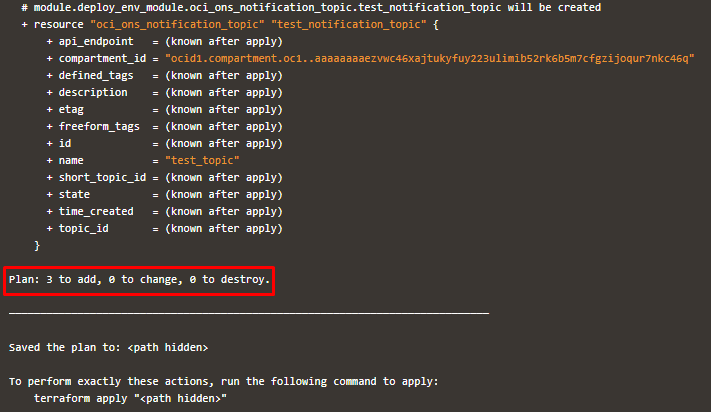 # module.deploy_env_module.oci_ons_notification_topic.test_notification_topic will be created
+ resource "oci_ons_notification_topic" "test_notification_topic" {
+ api_endpoint = (known after apply)
+ compartment_id = "ocid1.compartment.oc1..aaaaaaaaezvwc46xajtukyfuy223ulimib52rk6b5m7cfgzijoqur7nkc46q"
+ defined_tags = (known after apply)
+ description = (known after apply)
+ etag = (known after apply)
+ freeform_tags = (known after apply)
+ id = (known after apply)
+ name = "test_topic"
+ short_topic_id = (known after apply)
+ state = (known after apply)
+ time_created = (known after apply)
+ topic_id = (known after apply)
}
Plan: 3 to add, 0 to change, 0 to destroy.
Saved the plan to: <path hidden>
To perform exactly these actions, run the following command to apply:
terraform apply "<path hidden>"